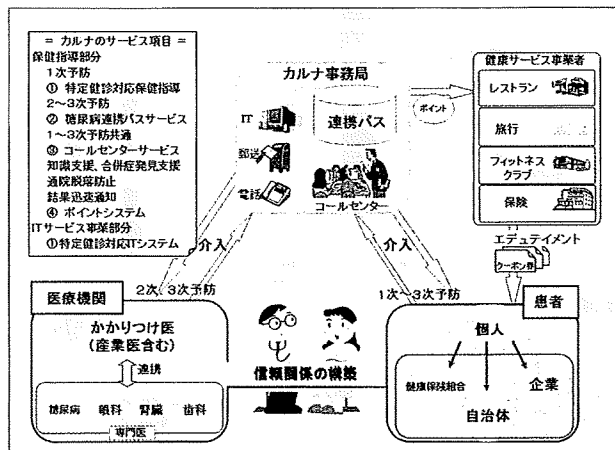 = カルナのサービス項目 =
保健指導部分
1次予防
① 特定健診対応保健指導
2～3次予防
② 糖尿病連携パスサービス
1～3次予防共通
③ コールセンターサービス
知識支援、合併症発見支援
通院脱落防止
結果迅速通知
④ ポイントシステム
ITサービス事業部分
①特定健診対応ITシステム
カルナ事務局
IT
郵送
電話
連携パス
コールセンター
ポイント
健康サービス事業者
レストラン
旅行
フィットネス
クラブ
保険
エデュテイメント
クーポン券
介入
介入
医療機関
2次、3次予防
かかりつけ医
(産業医含む)
連携
糖尿病 眼科 腎臓 歯科
専門医
信頼関係の構築
1次～3次予防
患者
個人
健康保険組合
企業
自治体